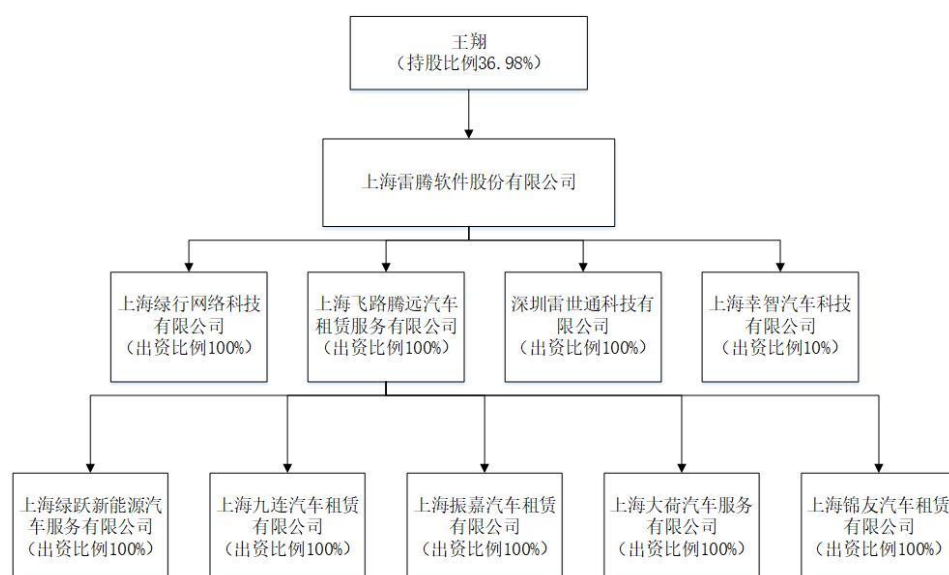 王翔
（持股比例36.98%）
上海雷腾软件股份有限公司
上海绿行网络科技
有限公司
（出资比例100%）
上海飞路腾远汽车
租赁服务有限公司
（出资比例100%）
深圳雷世通科技有
限公司
（出资比例100%）
上海幸智汽车科技
有限公司
（出资比例10%）
上海绿跃新能源汽
车服务有限公司
（出资比例100%）
上海九连汽车租赁
有限公司
（出资比例100%）
上海振嘉汽车租赁
有限公司
（出资比例100%）
上海大荷汽车服务
有限公司
（出资比例100%）
上海锦友汽车租赁
有限公司
（出资比例100%）